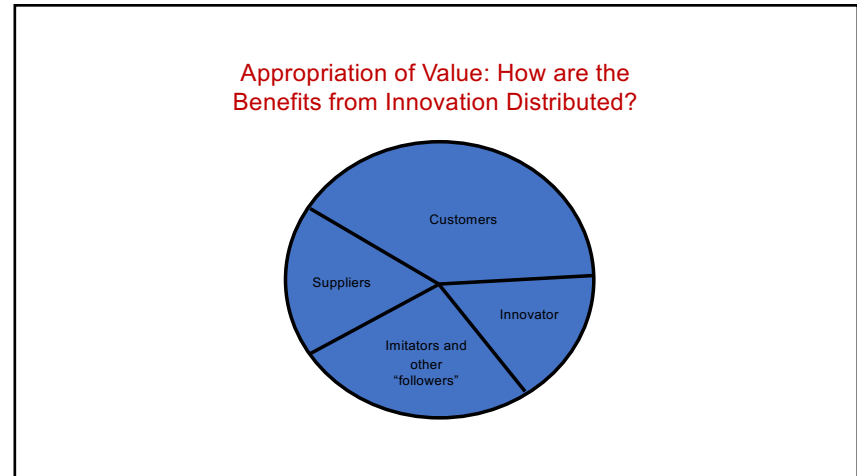 Appropriation of Value: How are the
Benefits from Innovation Distributed?
Customers
Suppliers
Innovator
Imitators and
other
“followers”